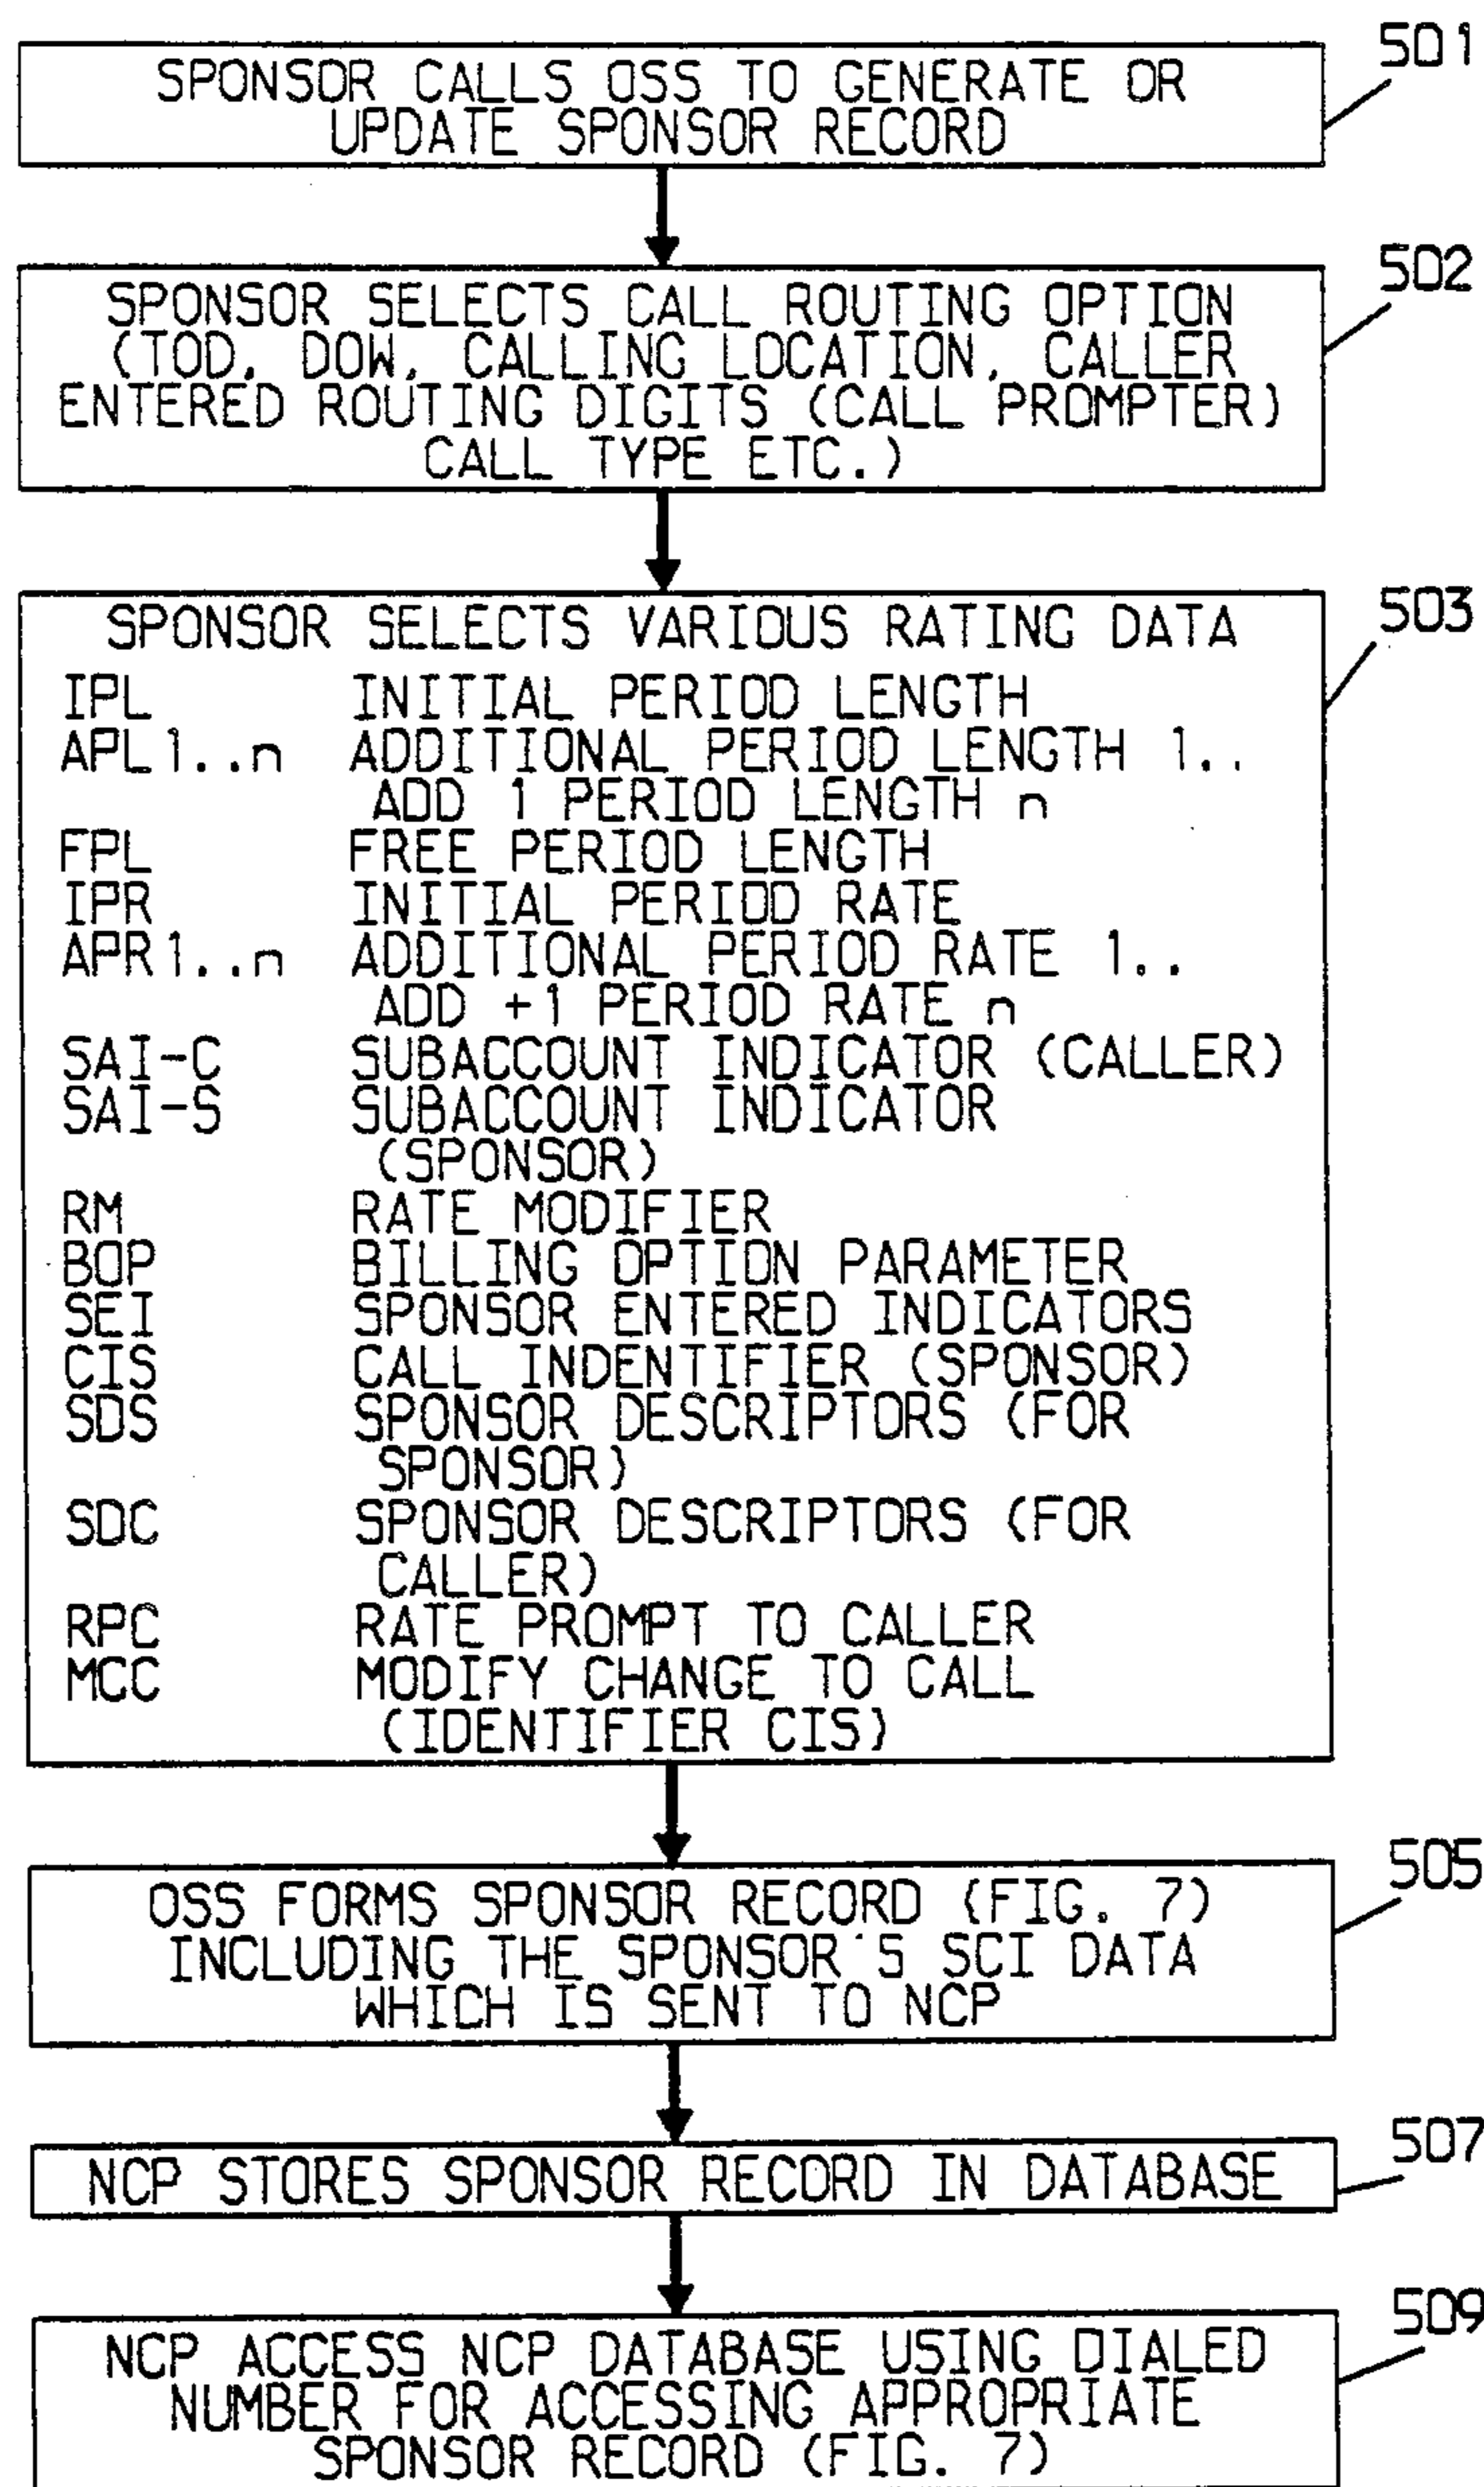 501
SPONSOR CALLS OSS TO GENERATE OR
UPDATE SPONSOR RECORD
502
SPONSOR SELECTS CALL ROUTING OPTION
(TOD, DOW, CALLING LOCATION, CALLER
ENTERED ROUTING DIGITS (CALL PROMPTER)
CALL TYPE ETC.)
503
SPONSOR SELECTS VARIOUS RATING DATA
IPL INITIAL PERIOD LENGTH
APL1..n ADDITIONAL PERIOD LENGTH 1..
ADD 1 PERIOD LENGTH n
FPL FREE PERIOD LENGTH
IPR INITIAL PERIOD RATE
APR1..n ADDITIONAL PERIOD RATE 1..
ADD +1 PERIOD RATE n
SAI-C SUBACCOUNT INDICATOR (CALLER)
SAI-S SUBACCOUNT INDICATOR
(SPONSOR)
RM RATE MODIFIER
BOP BILLING OPTION PARAMETER
SEI SPONSOR ENTERED INDICATORS
CIS CALL INDENTIFIER (SPONSOR)
SDS SPONSOR DESCRIPTORS (FOR
SPONSOR)
SDC SPONSOR DESCRIPTORS (FOR
CALLER)
RPC RATE PROMPT TO CALLER
MCC MODIFY CHANGE TO CALL
(IDENTIFIER CIS)
505
OSS FORMS SPONSOR RECORD (FIG. 7)
INCLUDING THE SPONSOR'S SCI DATA
WHICH IS SENT TO NCP
507
NCP STORES SPONSOR RECORD IN DATABASE
509
NCP ACCESS NCP DATABASE USING DIALED
NUMBER FOR ACCESSING APPROPRIATE
SPONSOR RECORD (FIG. 7)